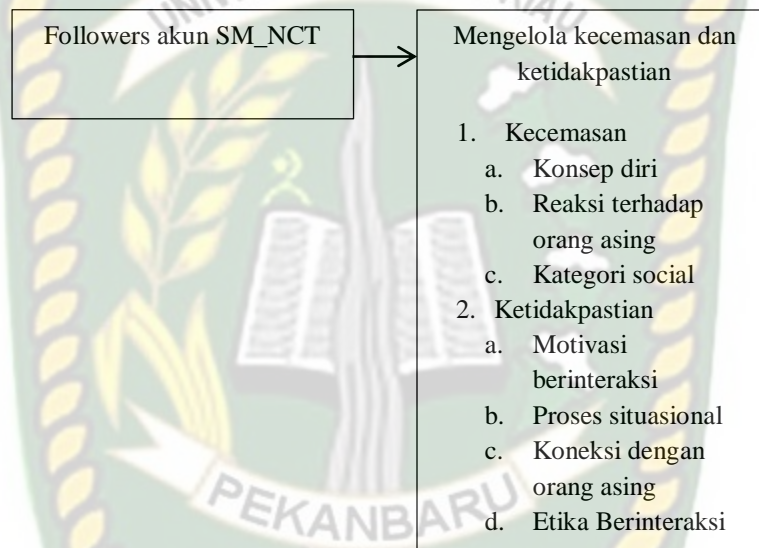 Followers akun SM_NCT
Mengelola kecemasan dan
ketidakpastian
1. Kecemasan
a. Konsep diri
b. Reaksi terhadap
orang asing
c. Kategori social
2. Ketidakpastian
a. Motivasi
berinteraksi
b. Proses situasional
c. Koneksi dengan
orang asing
d. Etika Berinteraksi
PEKANBARU